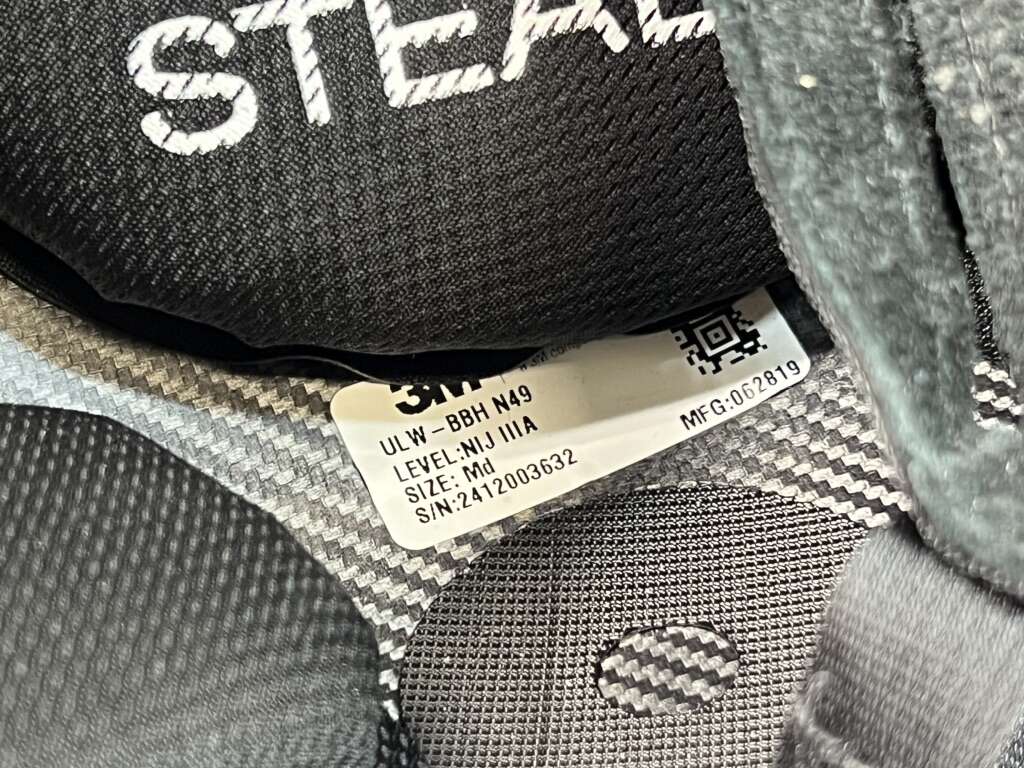 STEAL
3M
ULW-BBH N49
LEVEL:NIJ IIIA
SIZE: Md
S/N:2412003632
MFG:062819